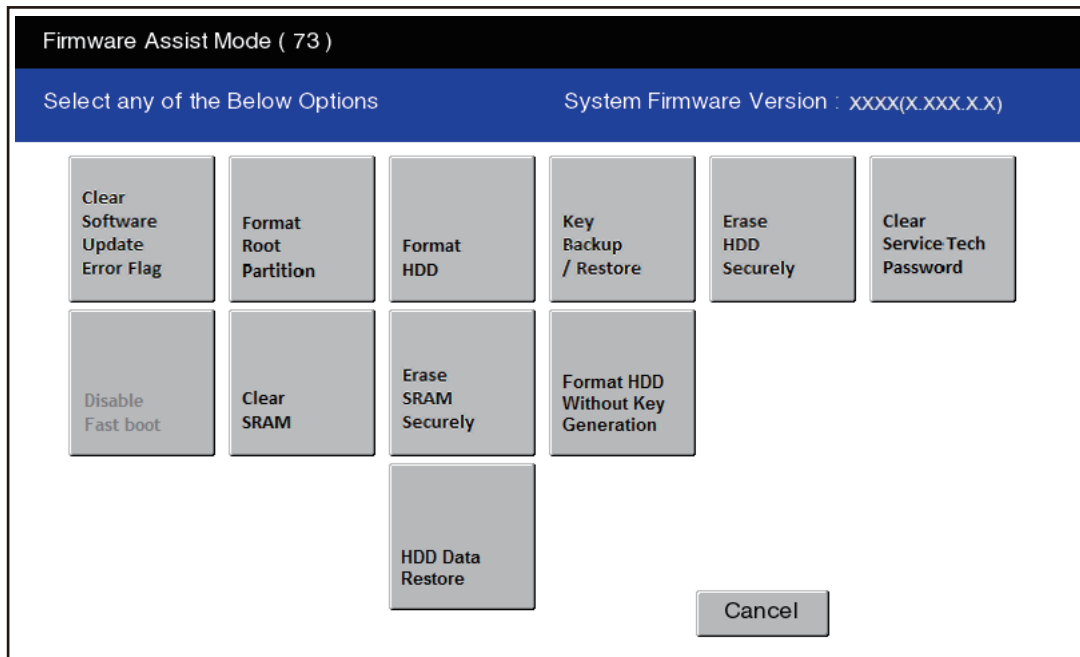 Firmware Assist Mode ( 73 )
Select any of the Below Options
System Firmware Version : XXXX(X.XXX.X.X)
Clear
Software
Update
Error Flag
Format
Root
Partition
Format
HDD
Key
Backup
/ Restore
Erase
HDD
Securely
Clear
Service Tech
Password
Disable
Fast boot
Clear
SRAM
Erase
SRAM
Securely
Format HDD
Without Key
Generation
HDD Data
Restore
Cancel